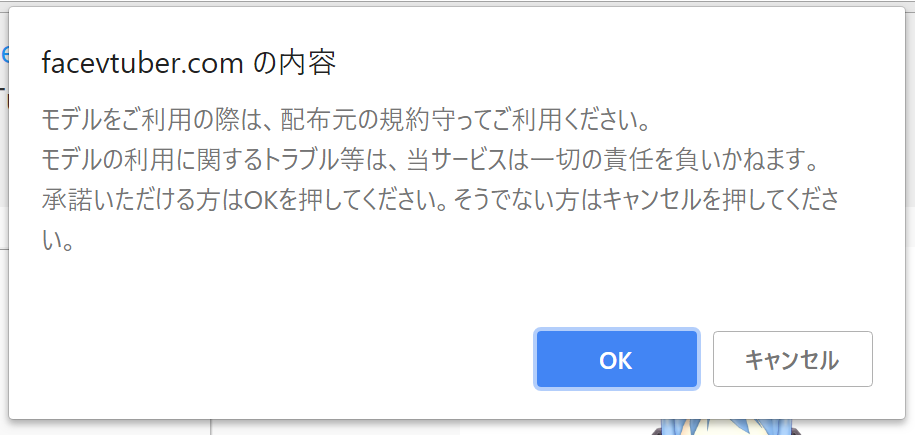 facevtuber.com の内容
モデルをご利用の際は、配布元の規約守ってご利用ください。
モデルの利用に関するトラブル等は、当サービスは一切の責任を負いかねます。
承諾いただける方はOKを押してください。そうでない方はキャンセルを押してくださ
い。
OK
キャンセル